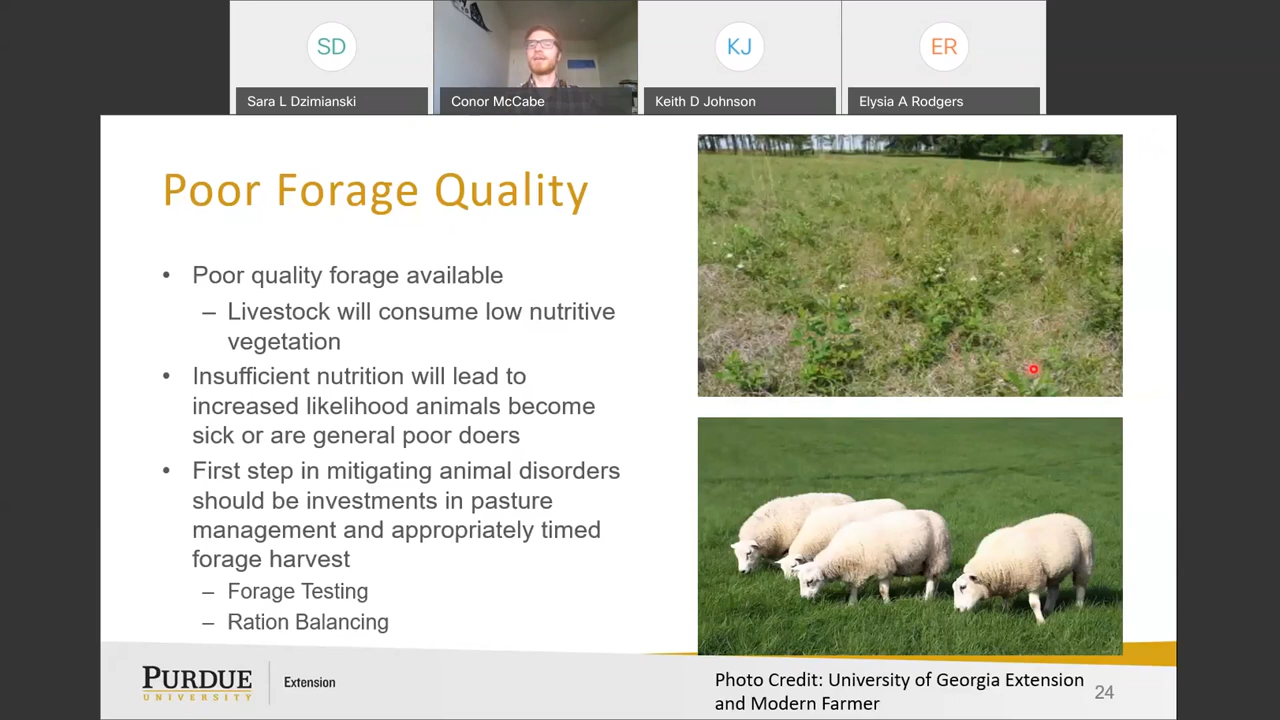 SD
KJ
ER
Sara L Dzimianski
Conor McCabe
Keith D Johnson
Elysia A Rodgers
Poor Forage Quality
• Poor quality forage available
– Livestock will consume low nutritive
vegetation
• Insufficient nutrition will lead to
increased likelihood animals become
sick or are general poor doers
• First step in mitigating animal disorders
should be investments in pasture
management and appropriately timed
forage harvest
– Forage Testing
– Ration Balancing
PURDUE
UNIVERSITY
Extension
Photo Credit: University of Georgia Extension
and Modern Farmer
24